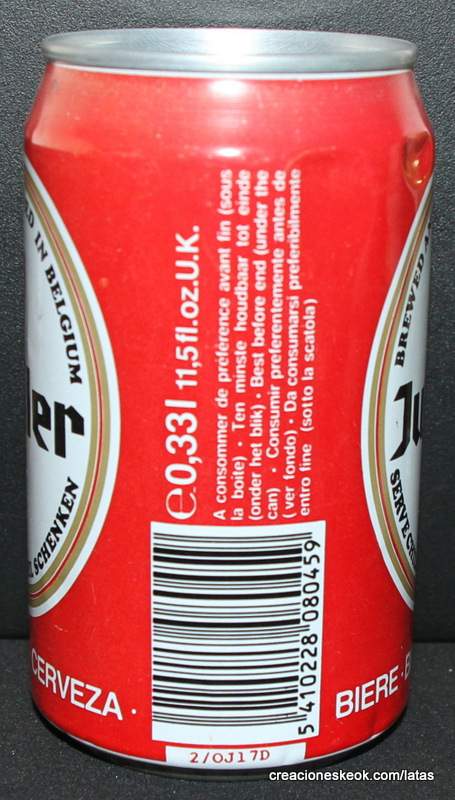 D IN BELGIUM
ler
L SCHENKEN
CERVEZA ·
e0,33l 11,5fl.oz.U.K.
A consommer de préférence avant fin (sous
la boite) · Ten minste houdbaar tot einde
(onder het blik) · Best before end (under the
can) · Consumir preferentemente antes de
(ver fondo) · Da consumarsi preferibilmente
entro fine (sotto la scatola)
5 410228 080459
2/OJ17D
BREWED A
Ju
SERVE CH
BIERE · B
creacioneskeok.com/latas